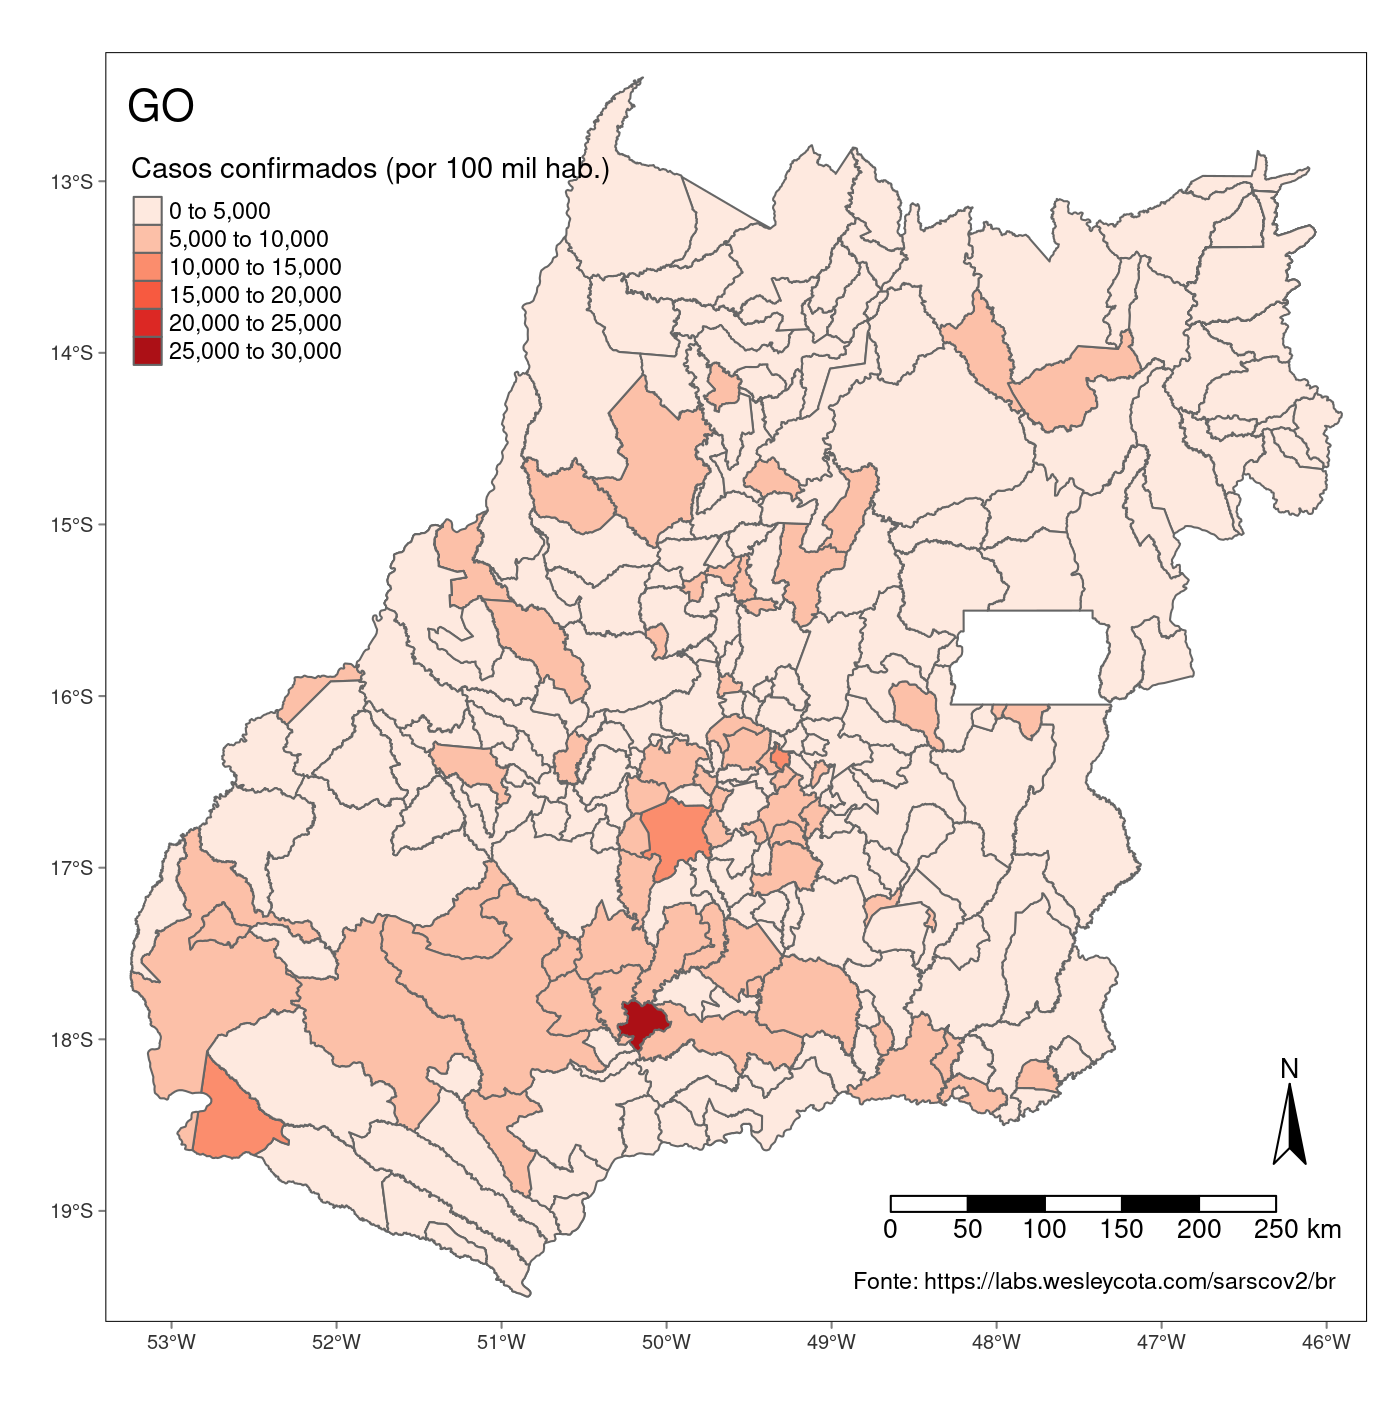 GO
Casos confirmados (por 100 mil hab.)
0 to 5,000
5,000 to 10,000
10,000 to 15,000
15,000 to 20,000
20,000 to 25,000
25,000 to 30,000
13°S
14°S
15°S
16°S
17°S
18°S
19°S
N
0 50 100 150 200 250 km
Fonte: https://labs.wesleycota.com/sarscov2/br
53°W 52°W 51°W 50°W 49°W 48°W 47°W 46°W